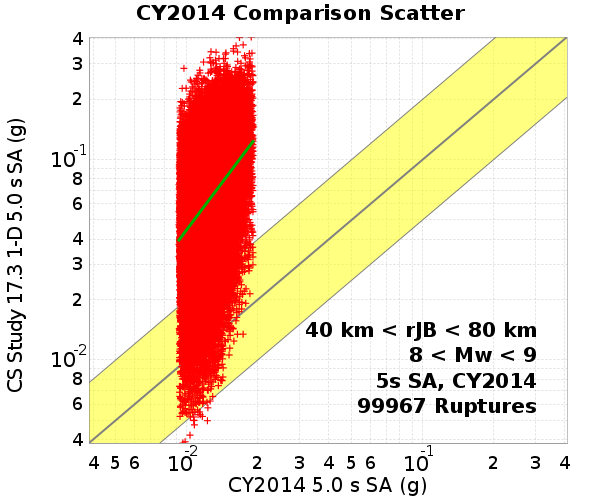 CY2014 Comparison Scatter
CS Study 17.3 1-D 5.0 s SA (g)
4
3
2
10-1
8
6
4
3
2
10-2
8
6
4
40 km < rJB < 80 km
8 < Mw < 9
5s SA, CY2014
99967 Ruptures
4 5 6 8 10-2 2 3 4 5 6 8 10-1 2 3 4
CY2014 5.0 s SA (g)